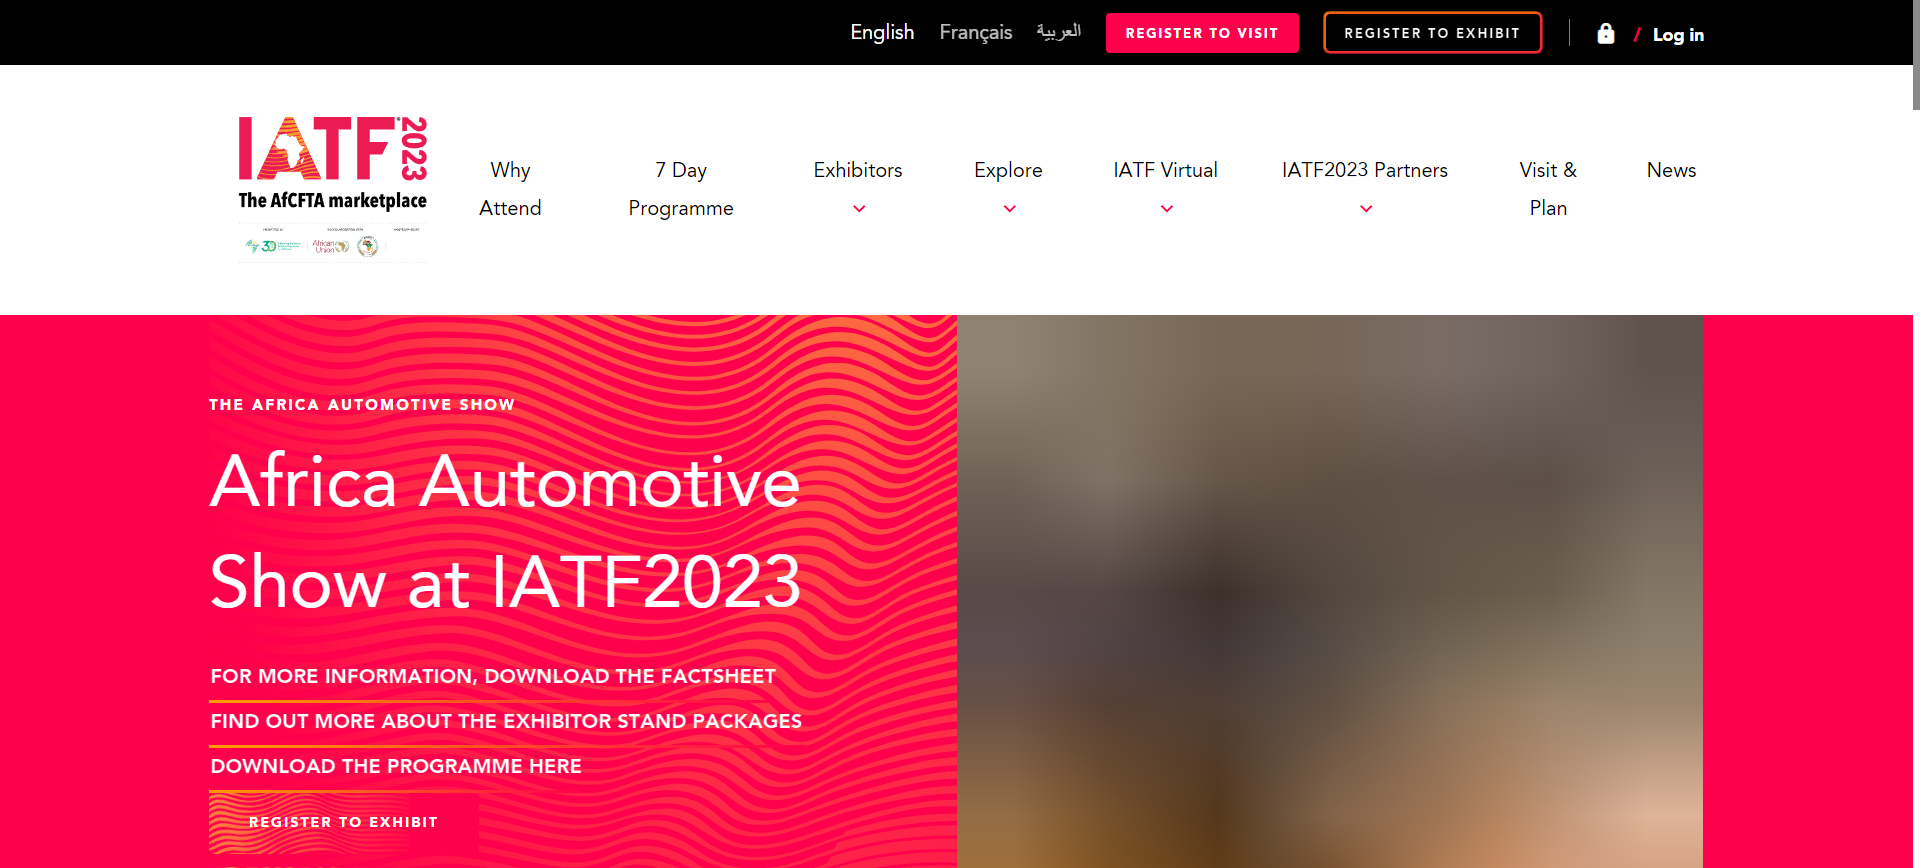 English Français العربية REGISTER TO VISIT REGISTER TO EXHIBIT / Log in
IATF 2023
The AfCFTA marketplace
African
Union
Why
Attend
7 Day
Programme
Exhibitors
Explore
IATF Virtual
IATF2023 Partners
Visit &
Plan
News
THE AFRICA AUTOMOTIVE SHOW
Africa Automotive
Show at IATF2023
FOR MORE INFORMATION, DOWNLOAD THE FACTSHEET
FIND OUT MORE ABOUT THE EXHIBITOR STAND PACKAGES
DOWNLOAD THE PROGRAMME HERE
REGISTER TO EXHIBIT